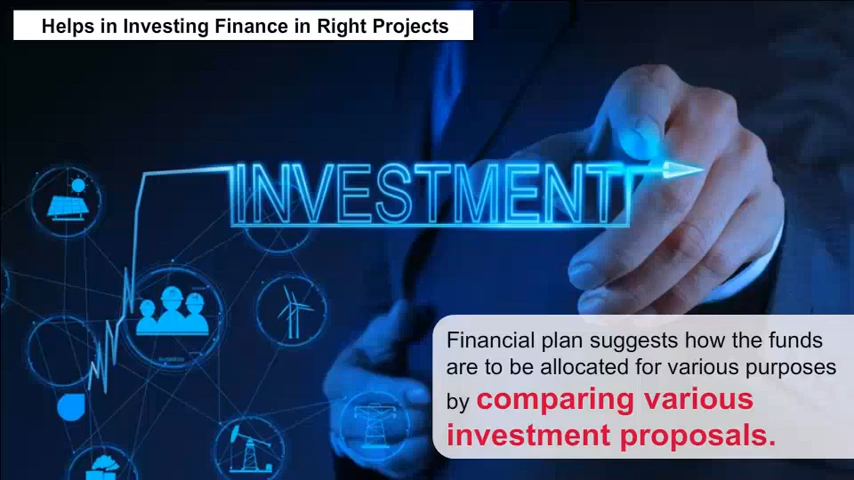 Helps in Investing Finance in Right Projects
INVESTMENT
Financial plan suggests how the funds
are to be allocated for various purposes
by comparing various
investment proposals.